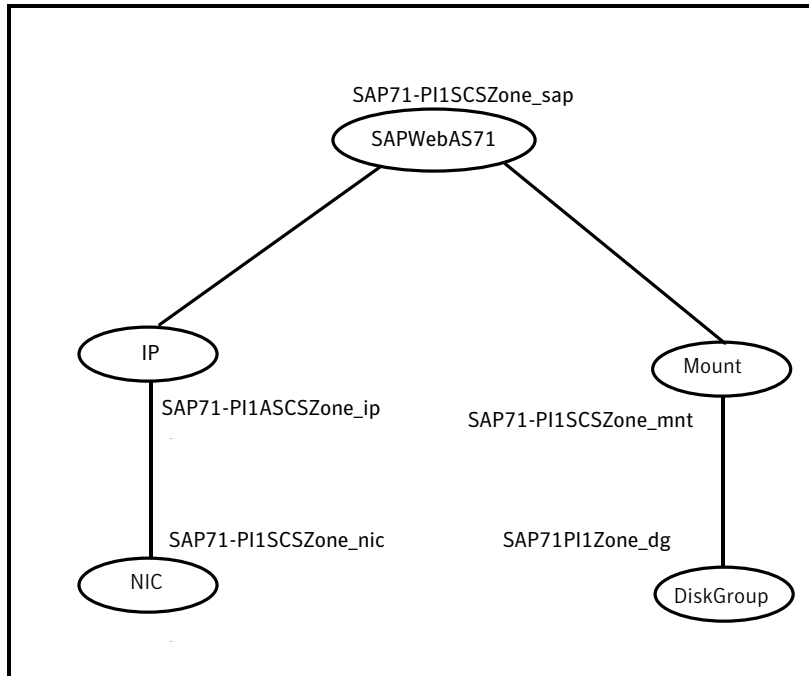 SAP71-PI1SCSZone_sap
SAPWebAS71
IP
Mount
SAP71-PI1ASCSZone_ip
SAP71-PI1SCSZone_mnt
SAP71-PI1SCSZone_nic
SAP71PI1Zone_dg
NIC
DiskGroup